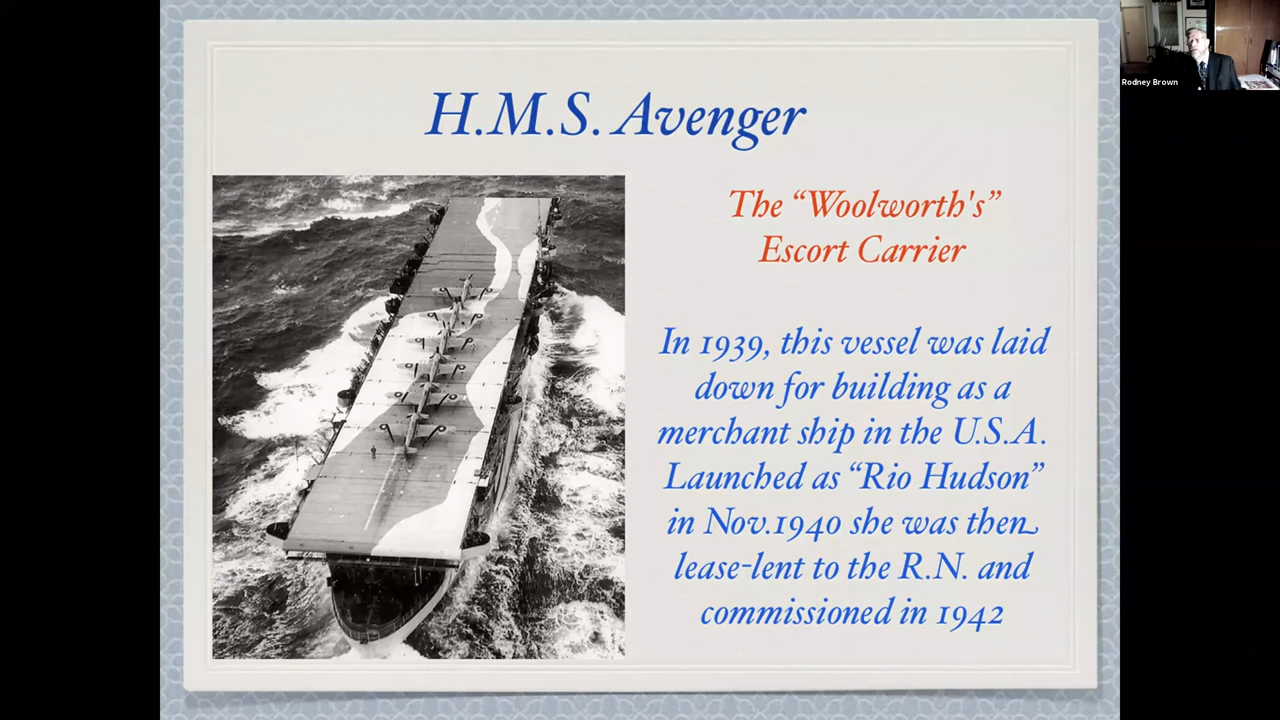 H.M.S. Avenger
The “Woolworth's”
Escort Carrier
In 1939, this vessel was laid
down for building as a
merchant ship in the U.S.A.
Launched as “Rio Hudson”
in Nov.1940 she was then
lease-lent to the R.N. and
commissioned in 1942
Rodney Brown